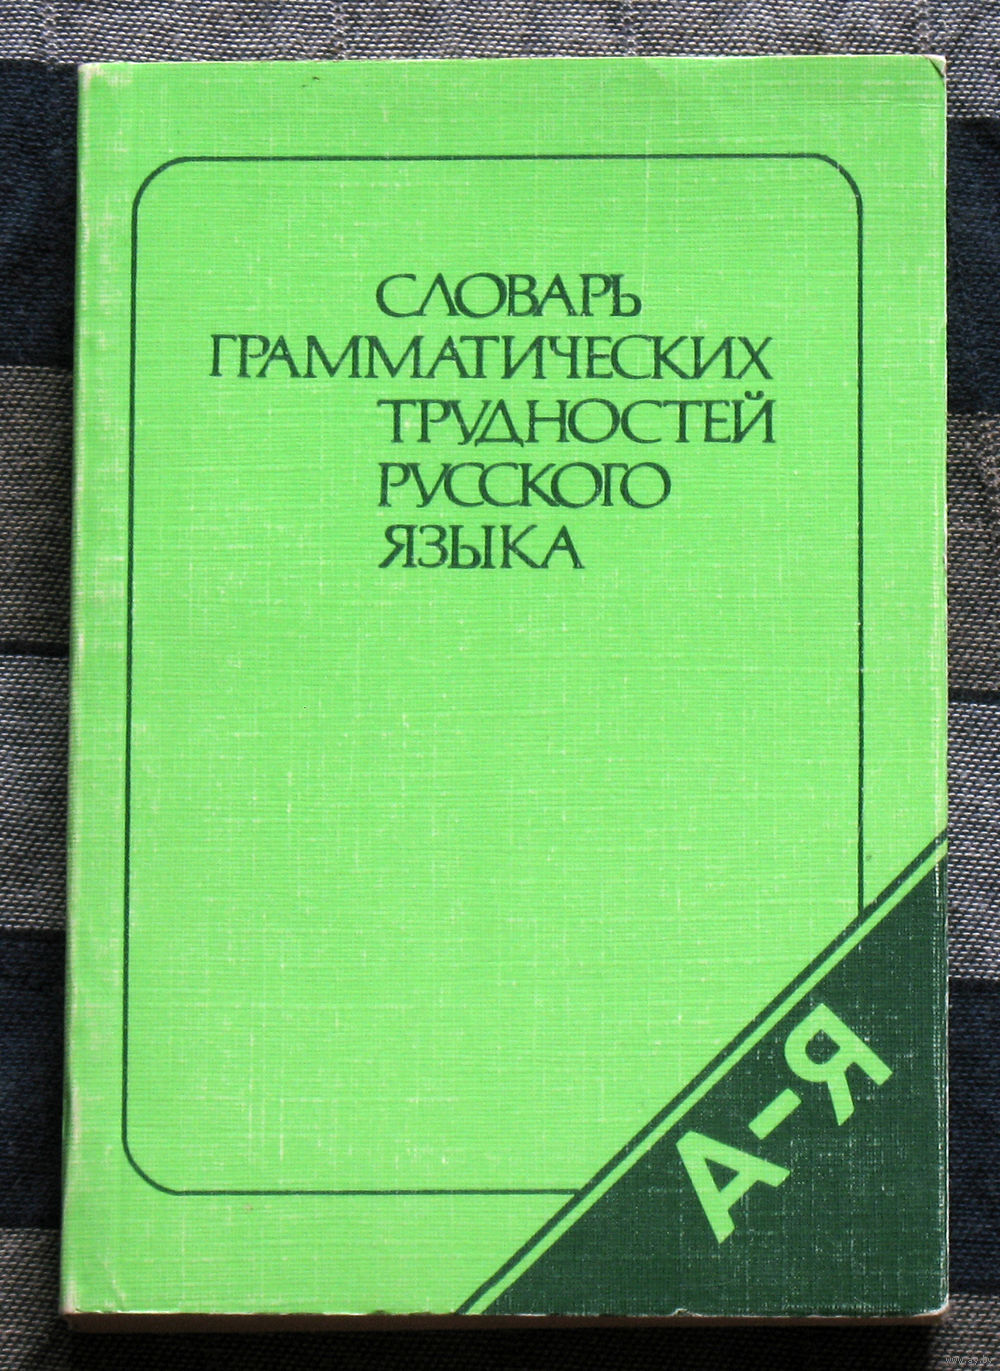 СЛОВАРЬ
ГРАММАТИЧЕСКИХ
ТРУДНОСТЕЙ
РУССКОГО
ЯЗЫКА
А-Я